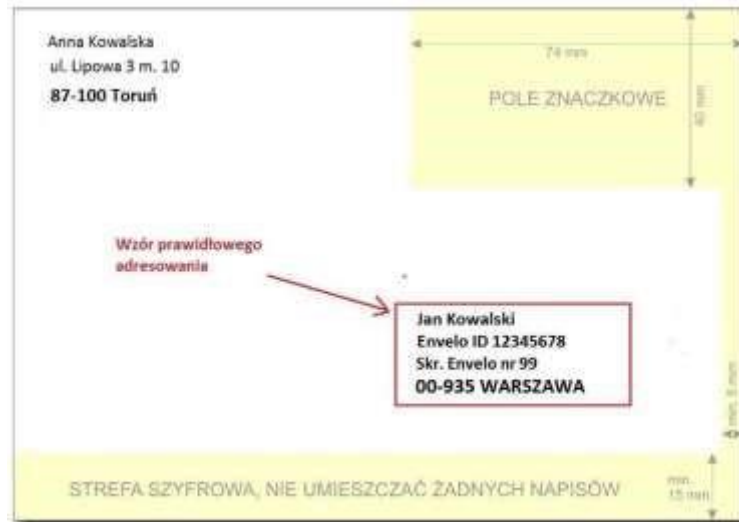 Anna Kowalska
ul. Lipowa 3 m. 10
87-100 Toruń
74 mm
POLE ZNACZKOWE
40 mm
Wzór prawidłowego
adresowania
Jan Kowalski
Envelo ID 12345678
Skr. Envelo nr 99
00-935 WARSZAWA
min. mm
STREFA SZYFROWA, NIE UMIESZCZAĆ ŻADNYCH NAPISÓW
min.
15 mm